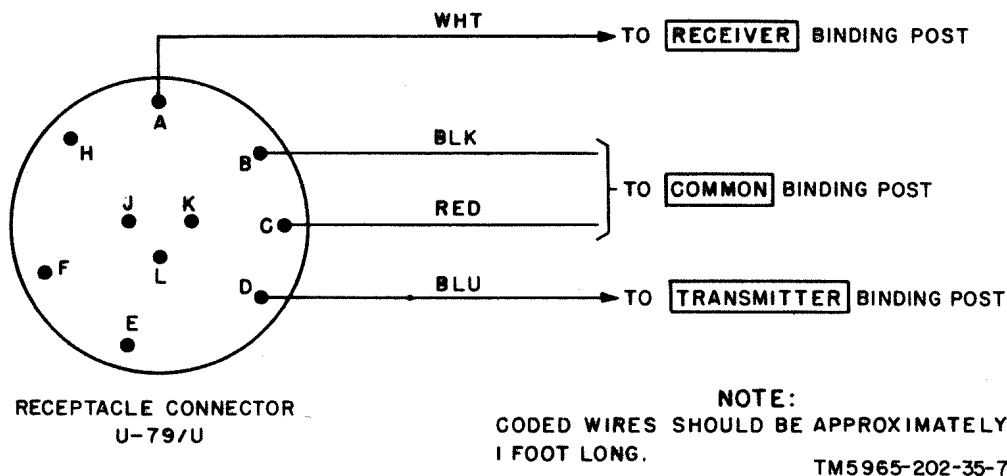 WHT
TO RECEIVER BINDING POST
A
H
B
BLK
J
K
TO COMMON BINDING POST
RED
C
F
L
D
BLU
TO TRANSMITTER BINDING POST
E
RECEPTACLE CONNECTOR
U-79/U
NOTE:
CODED WIRES SHOULD BE APPROXIMATELY
1 FOOT LONG.
TM5965-202-35-7